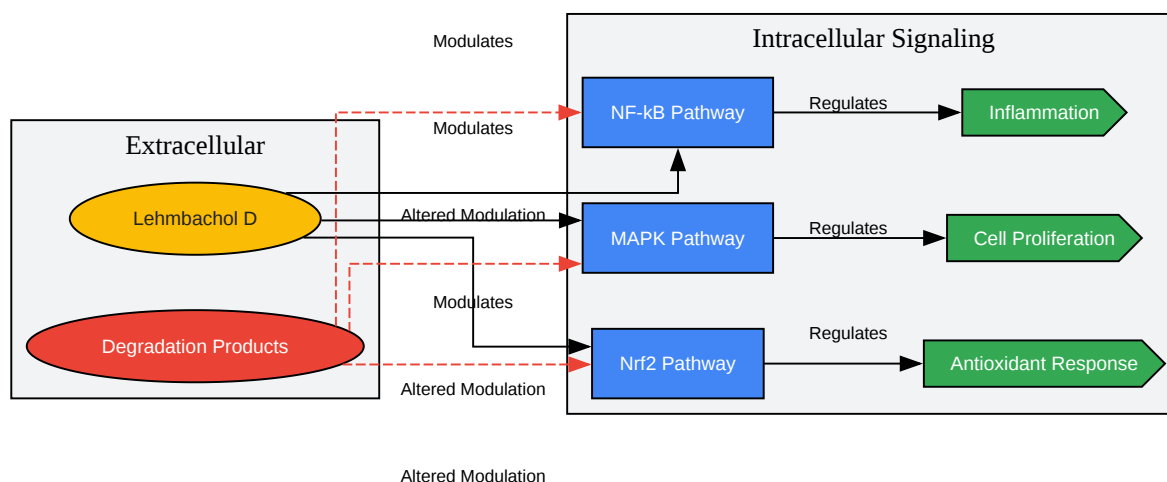 Modulates
Intracellular Signaling
NF-kB Pathway
Regulates
Inflammation
Modulates
Extracellular
Lehmbachol D
Altered Modulation
MAPK Pathway
Regulates
Cell Proliferation
Modulates
Degradation Products
Nrf2 Pathway
Regulates
Antioxidant Response
Altered Modulation
Altered Modulation